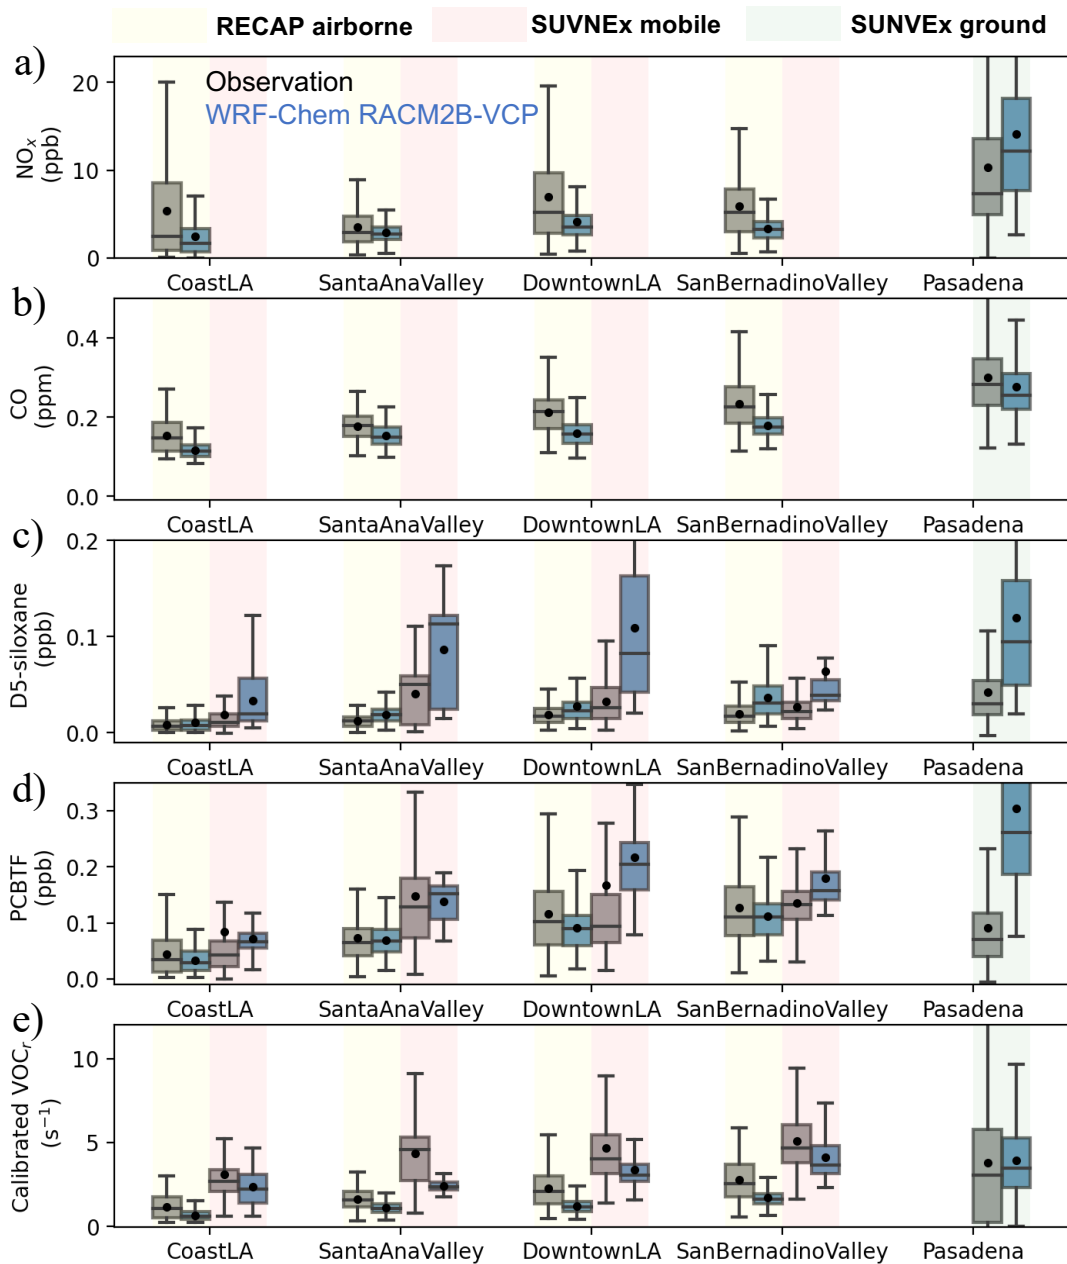 RECAP airborne SUVNEx mobile SUNVEx ground
a)
Observation
WRF-Chem RACM2B-VCP
NOx
(ppb)
20
10
0
CoastLA SantaAnaValley DowntownLA SanBernadinoValley Pasadena
b)
CO
(ppm)
0.4
0.2
0.0
CoastLA SantaAnaValley DowntownLA SanBernadinoValley Pasadena
c)
D5-siloxane
(ppb)
0.2
0.1
0.0
CoastLA SantaAnaValley DowntownLA SanBernadinoValley Pasadena
d)
PCBTF
(ppb)
0.3
0.2
0.1
0.0
CoastLA SantaAnaValley DowntownLA SanBernadinoValley Pasadena
e)
Calibrated VOCr
(s⁻¹)
10
5
0
CoastLA SantaAnaValley DowntownLA SanBernadinoValley Pasadena